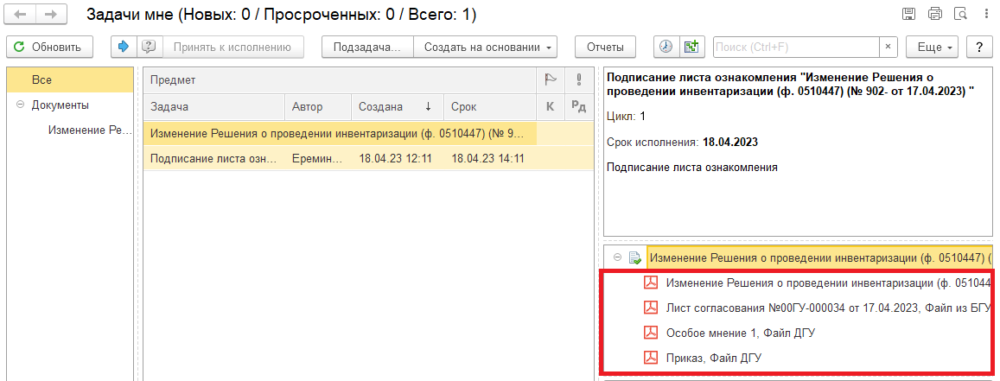 Задачи мне (Новых: 0 / Просроченных: 0 / Всего: 1)
Обновить
Принять к исполнению
Подзадача...
Создать на основании
Отчеты
Поиск (Ctrl+F)
×
Еще
?
Все
Документы
Изменение Ре...
Предмет
Задача Автор Создана ↓ Срок К Рд
Изменение Решения о проведении инвентаризации (ф. 0510447) (№ 9...
Подписание листа озн... Еремин... 18.04.23 12:11 18.04.23 14:11
Подписание листа ознакомления "Изменение Решения о
проведении инвентаризации (ф. 0510447) (№ 902- от 17.04.2023) "
Цикл: 1
Срок исполнения: 18.04.2023
Подписание листа ознакомления
Изменение Решения о проведении инвентаризации (ф. 0510447) (
Изменение Решения о проведении инвентаризации (ф. 051044
Лист согласования №00ГУ-000034 от 17.04.2023, Файл из БГУ
Особое мнение 1, Файл ДГУ
Приказ, Файл ДГУ